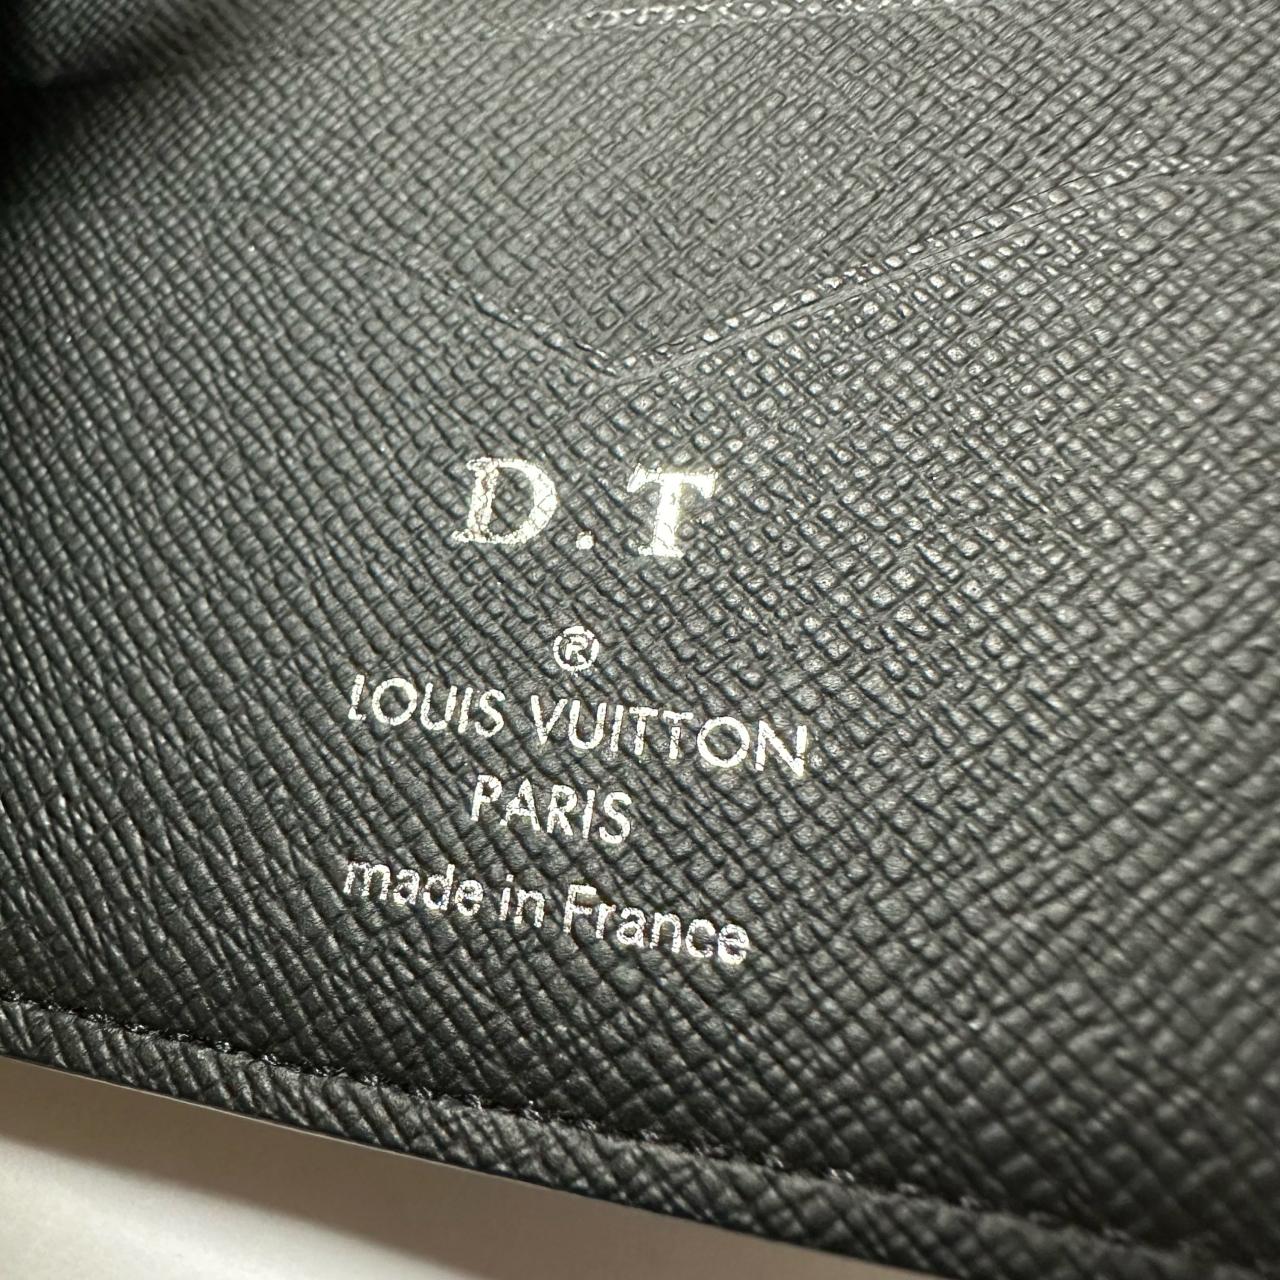 D.T
®
LOUIS VUITTON
PARIS
made in France